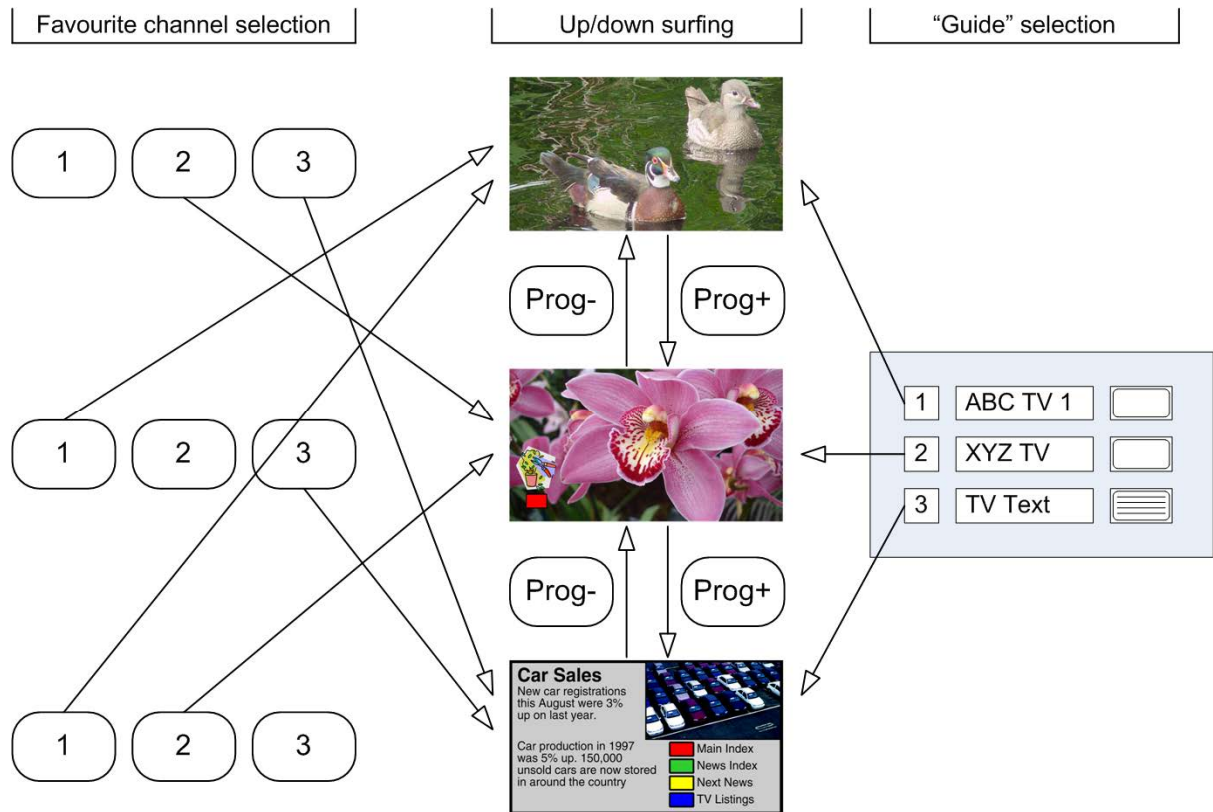 Favourite channel selection
Up/down surfing
“Guide” selection
1 2 3
Prog- Prog+
1 2 3
1 ABC TV 1
2 XYZ TV
3 TV Text
Prog- Prog+
Car Sales
New car registrations
this August were 3%
up on last year.
Car production in 1997
was 5% up. 150,000
unsold cars are now stored
in around the country
Main Index
News Index
Next News
TV Listings
1 2 3